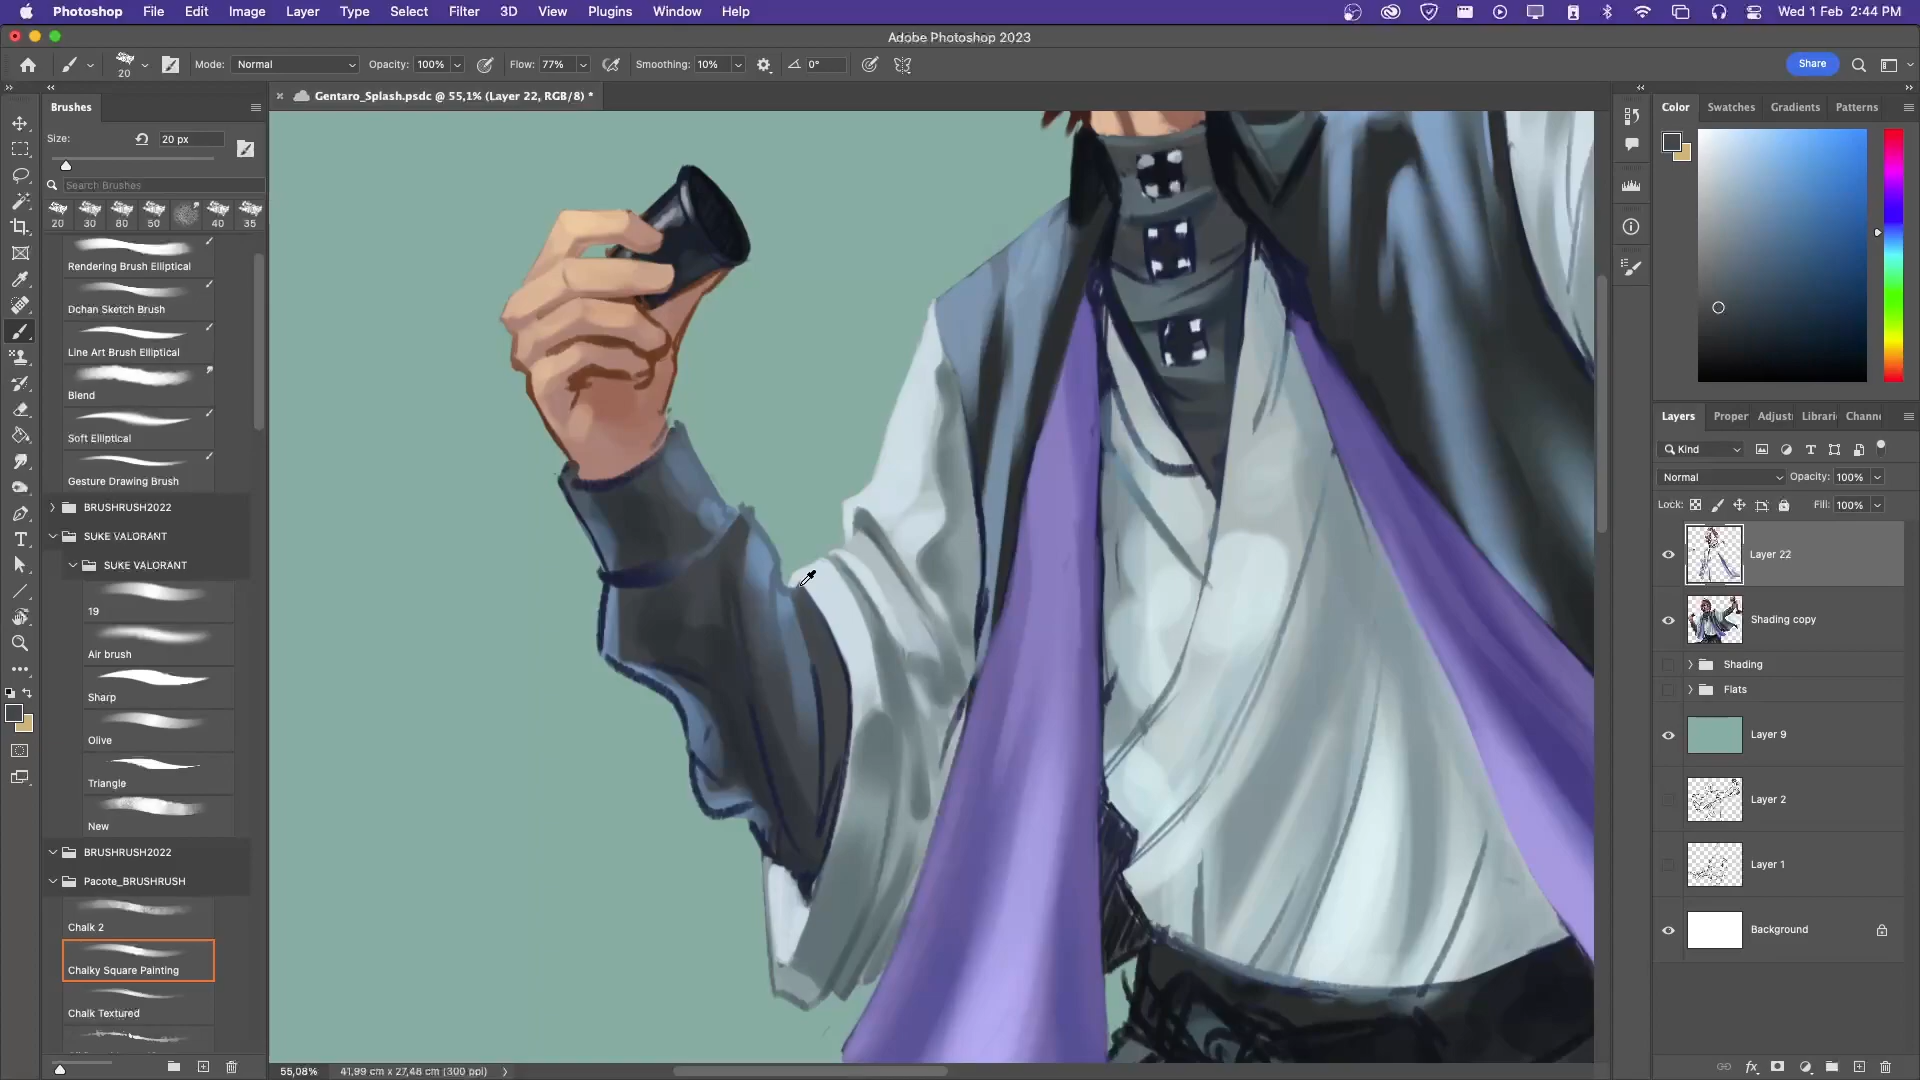 Photoshop File Edit Image Layer Type Select Filter 3D View Plugins Window Help Wed 1 Feb 2:44 PM
Adobe Photoshop 2023
20 Mode: Normal Opacity: 100% Flow: 77% Smoothing: 10% 0° Share
Gentaro_Splash.psdc @ 55,1% (Layer 22, RGB/8) *
Brushes
Size: 20 px
Search Brushes
20 30 80 50 40 35
Rendering Brush Elliptical
Dchan Sketch Brush
Line Art Brush Elliptical
Blend
Soft Elliptical
Gesture Drawing Brush
BRUSHRUSH2022
SUKE VALORANT
SUKE VALORANT
19
Air brush
Sharp
Olive
Triangle
New
BRUSHRUSH2022
Pacote_BRUSHRUSH
Chalk 2
Chalky Square Painting
Chalk Textured
55,08% 41,99 cm x 27,48 cm (300 ppi)
Color Swatches Gradients Patterns
Layers Proper Adjust Librari Chann
Kind
Normal Opacity: 100%
Lock: Fill: 100%
Layer 22
Shading copy
Shading
Flats
Layer 9
Layer 2
Layer 1
Background
fx